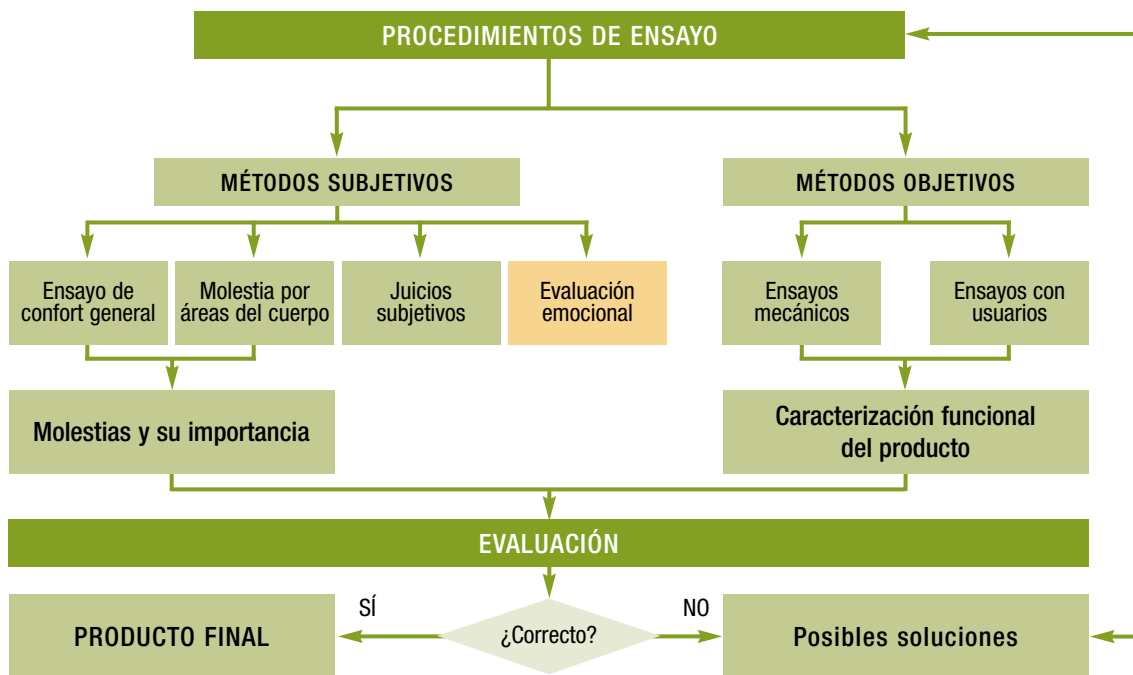 PROCEDIMIENTOS DE ENSAYO
MÉTODOS SUBJETIVOS
MÉTODOS OBJETIVOS
Ensayo de
confort general
Molestia por
áreas del cuerpo
Juicios
subjetivos
Evaluación
emocional
Ensayos
mecánicos
Ensayos con
usuarios
Molestias y su importancia
Caracterización funcional
del producto
EVALUACIÓN
SÍ
NO
PRODUCTO FINAL
¿Correcto?
Posibles soluciones